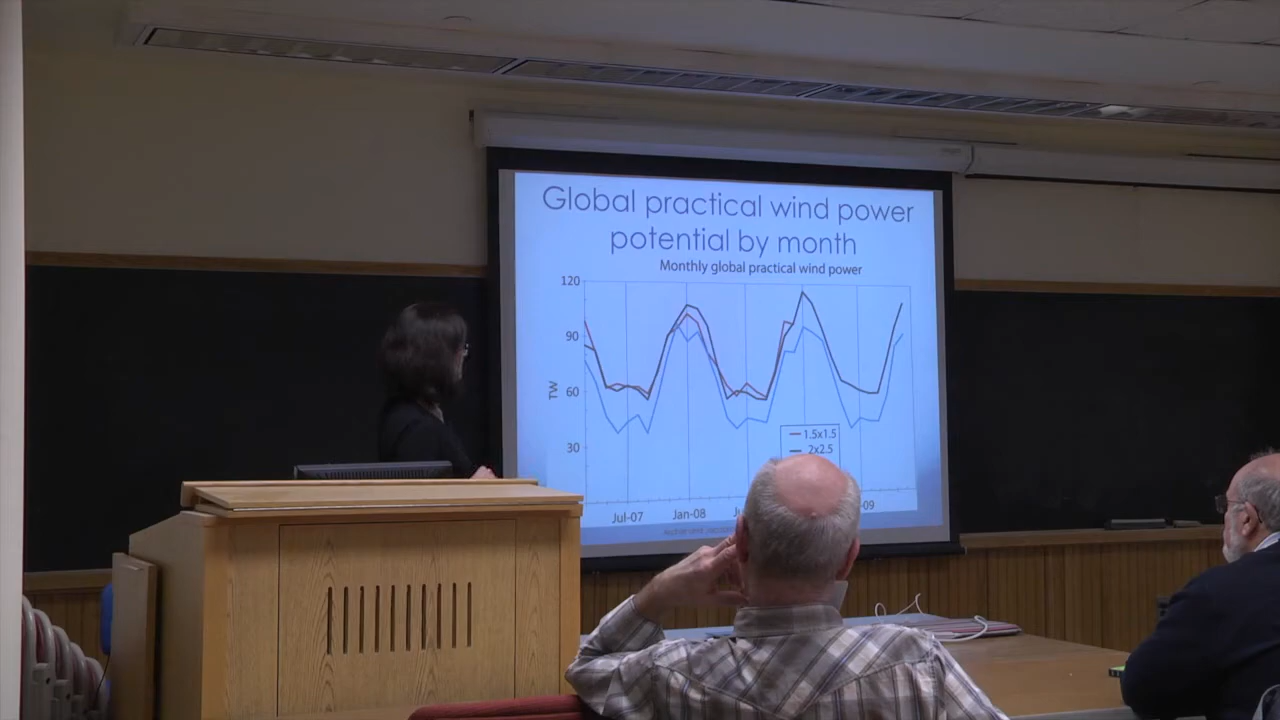 Global practical wind power
potential by month
Monthly global practical wind power
120
90
60
30
TW
1.5x1.5
2x2.5
Jul-07
Jan-08
-09